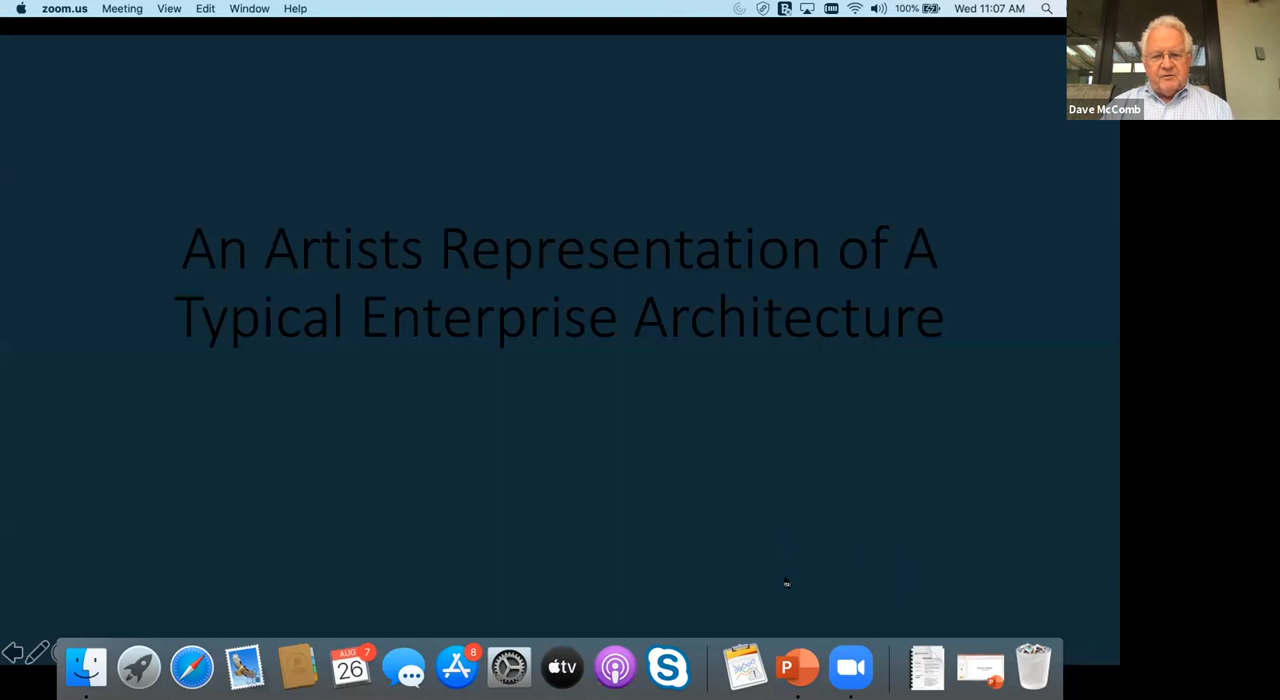 zoom.us Meeting View Edit Window Help 100% Wed 11:07 AM
Dave McComb
An Artists Representation of A
Typical Enterprise Architecture
AUG 7
26
8
tv
P
S
P